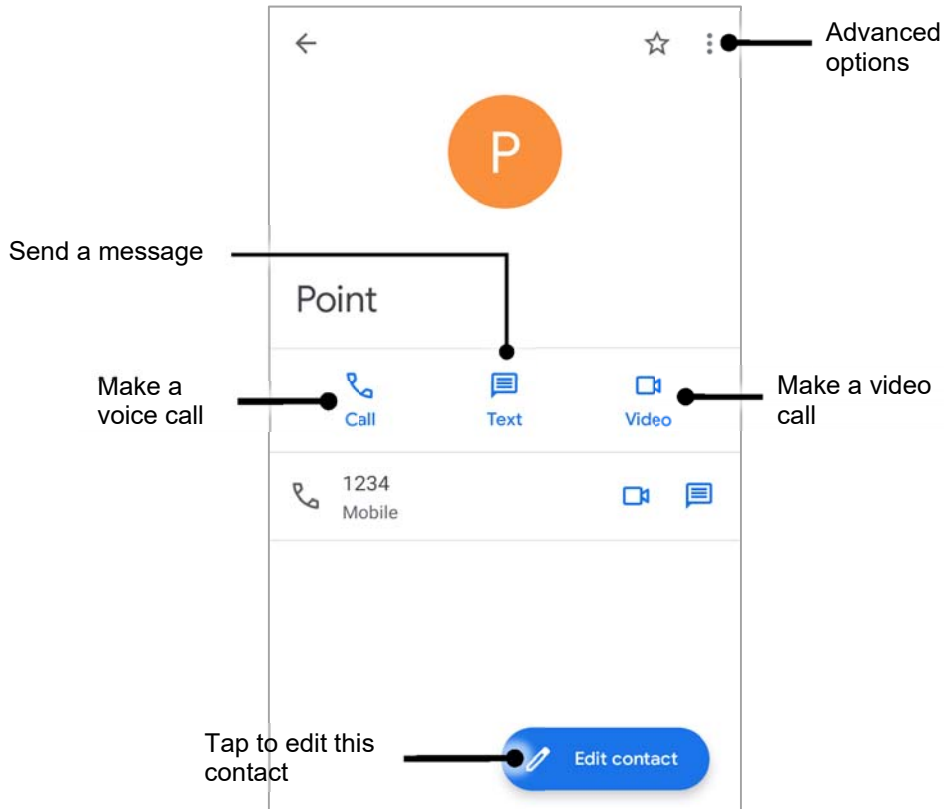 Advanced
options
P
Send a message
Point
Make a
voice call
Call
Text
Video
Make a video
call
1234
Mobile
Tap to edit this
contact
Edit contact